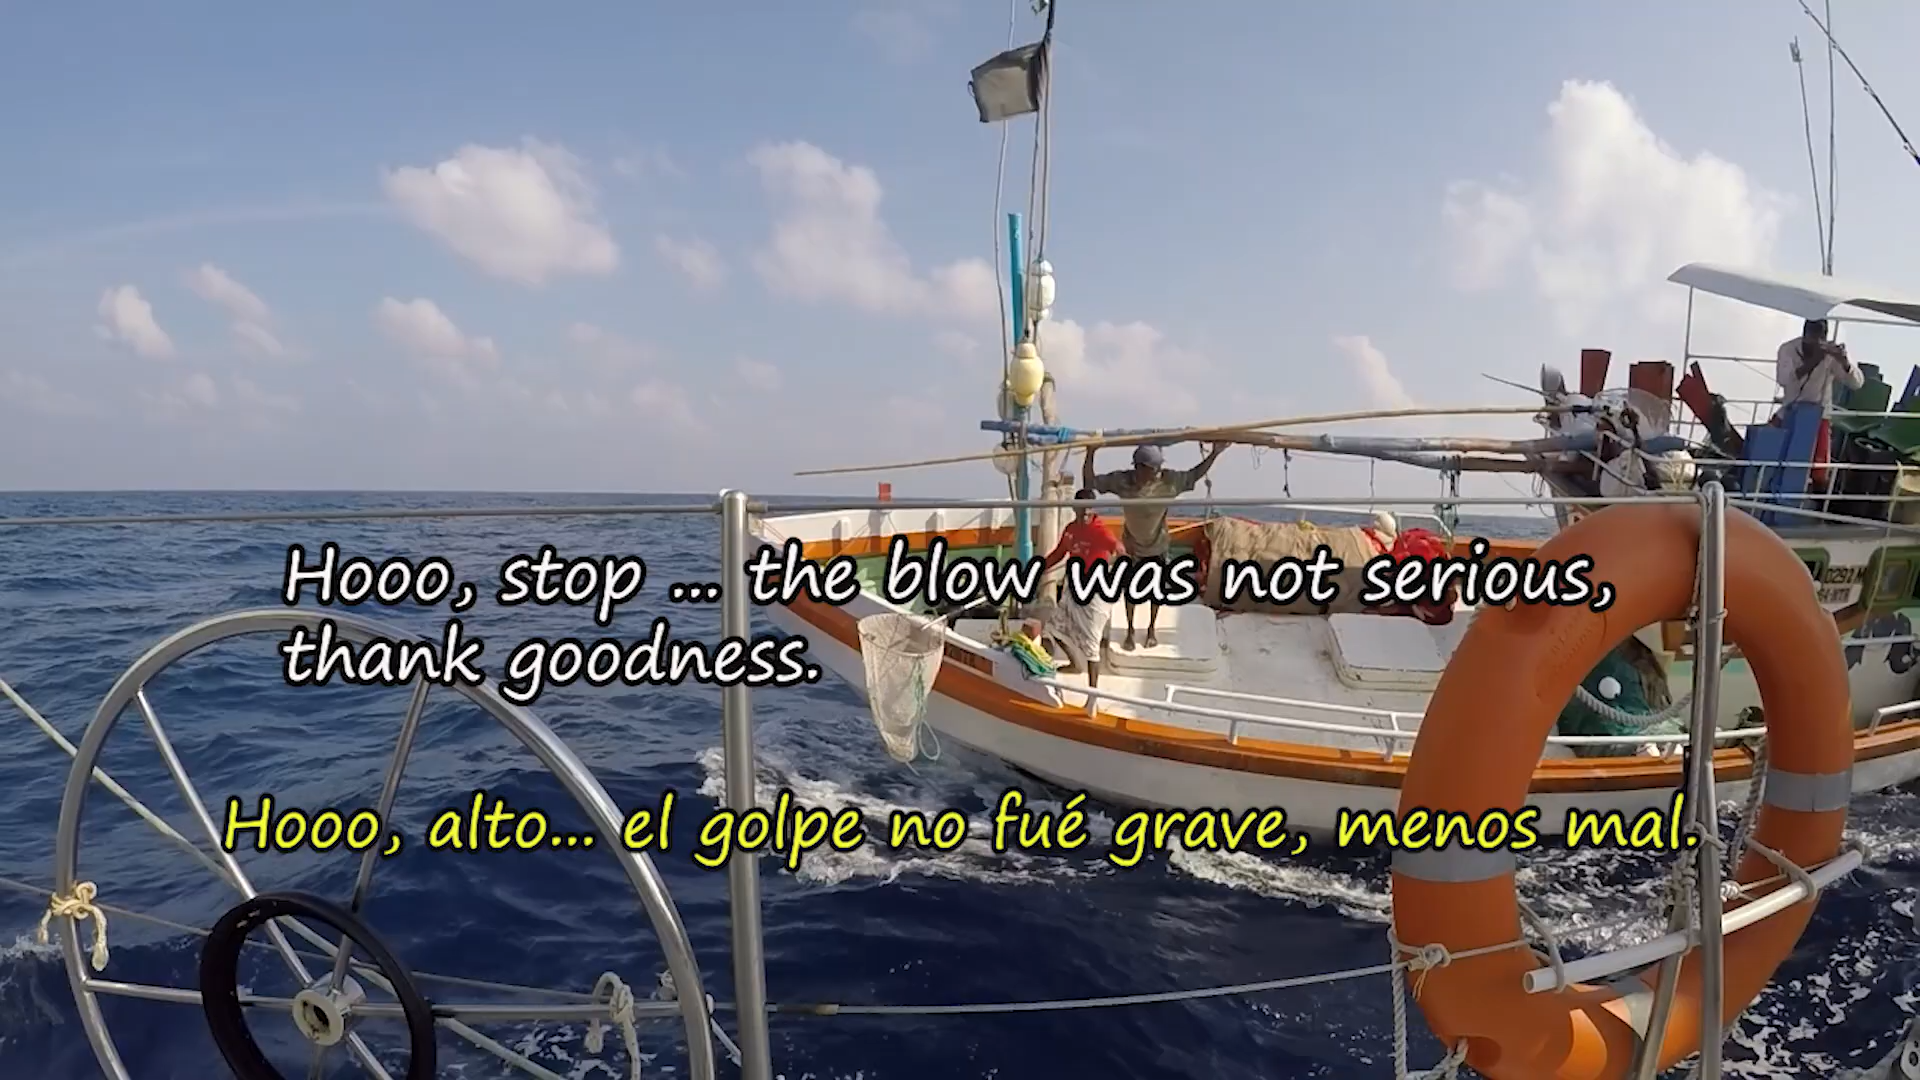 Hooo, stop ... the blow was not serious,
thank goodness.
Hooo, alto... el golpe no fué grave, menos mal.